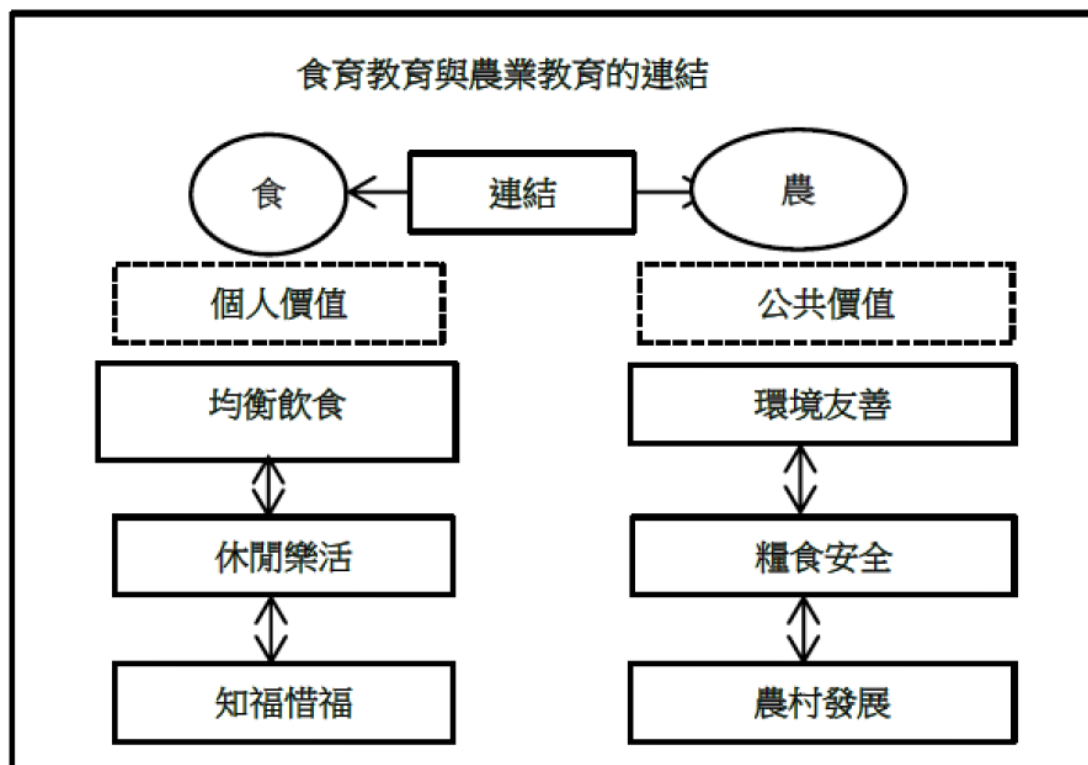 食育教育與農業教育的連結
食
連結
農
個人價值
公共價值
均衡飲食
環境友善
休閒樂活
糧食安全
知福惜福
農村發展